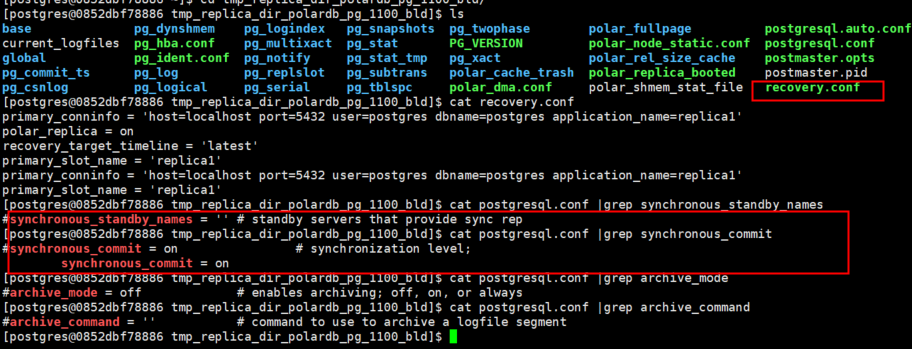 [postgres@0852dbf78886 ~]$ cd tmp_replica_dir_polardb_pg_1100_bld/
[postgres@0852dbf78886 tmp_replica_dir_polardb_pg_1100_bld]$ ls
base pg_dynshmem pg_logindex pg_snapshots pg_twophase polar_fullpage postgresql.auto.conf
current_logfiles pg_hba.conf pg_multixact pg_stat PG_VERSION polar_node_static.conf postgresql.conf
global pg_ident.conf pg_notify pg_stat_tmp pg_xact polar_rel_size_cache postmaster.opts
pg_commit_ts pg_log pg_replslot pg_subtrans polar_cache_trash polar_replica_booted postmaster.pid
pg_csnlog pg_logical pg_serial pg_tblspc polar_dma.conf polar_shmem_stat_file recovery.conf
[postgres@0852dbf78886 tmp_replica_dir_polardb_pg_1100_bld]$ cat recovery.conf
primary_conninfo = 'host=localhost port=5432 user=postgres dbname=postgres application_name=replica1'
polar_replica = on
recovery_target_timeline = 'latest'
primary_slot_name = 'replica1'
primary_conninfo = 'host=localhost port=5432 user=postgres dbname=postgres application_name=replica1'
primary_slot_name = 'replica1'
[postgres@0852dbf78886 tmp_replica_dir_polardb_pg_1100_bld]$ cat postgresql.conf |grep synchronous_standby_names
#synchronous_standby_names = '' # standby servers that provide sync rep
[postgres@0852dbf78886 tmp_replica_dir_polardb_pg_1100_bld]$ cat postgresql.conf |grep synchronous_commit
#synchronous_commit = on # synchronization level;
synchronous_commit = on
[postgres@0852dbf78886 tmp_replica_dir_polardb_pg_1100_bld]$ cat postgresql.conf |grep archive_mode
#archive_mode = off # enables archiving; off, on, or always
[postgres@0852dbf78886 tmp_replica_dir_polardb_pg_1100_bld]$ cat postgresql.conf |grep archive_command
#archive_command = '' # command to use to archive a logfile segment
[postgres@0852dbf78886 tmp_replica_dir_polardb_pg_1100_bld]$